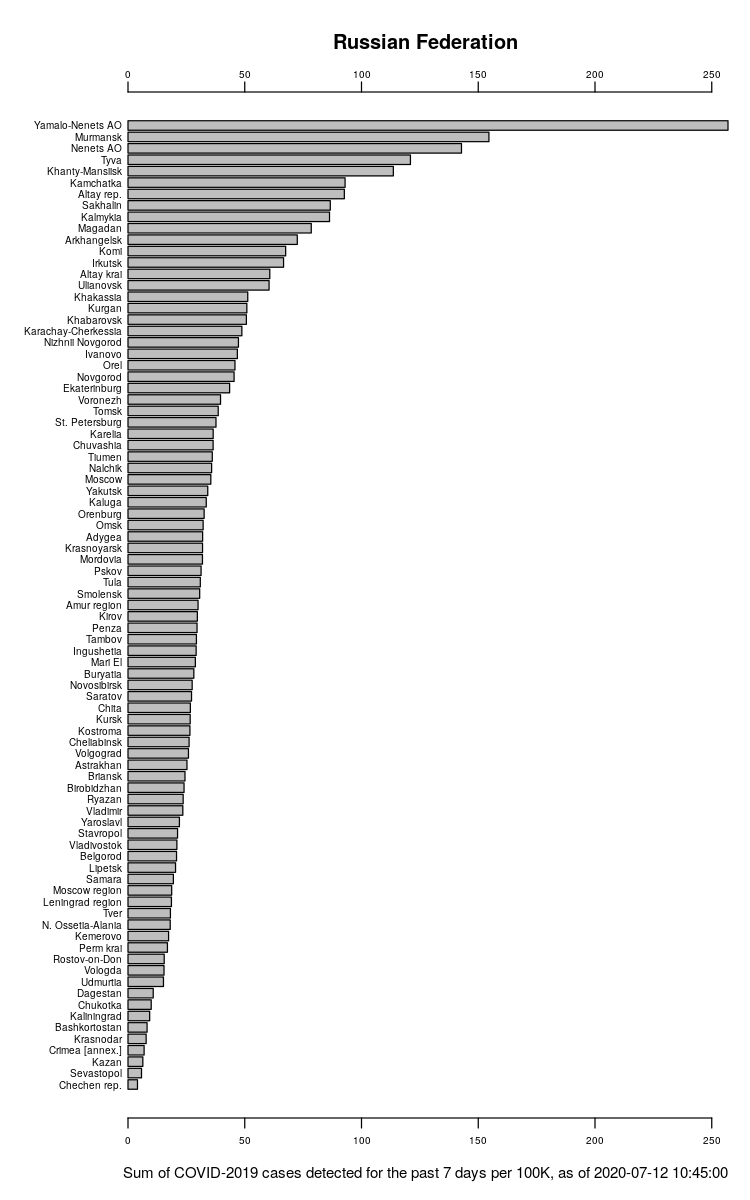 Russian Federation
0 50 100 150 200 250
Yamalo-Nenets AO
Murmansk
Nenets AO
Tyva
Khanty-Mansiisk
Kamchatka
Altay rep.
Sakhalin
Kalmykia
Magadan
Arkhangelsk
Komi
Irkutsk
Altay krai
Ulianovsk
Khakassia
Kurgan
Khabarovsk
Karachay-Cherkessia
Nizhnii Novgorod
Ivanovo
Orel
Novgorod
Ekaterinburg
Voronezh
Tomsk
St. Petersburg
Karelia
Chuvashia
Tiumen
Nalchik
Moscow
Yakutsk
Kaluga
Orenburg
Omsk
Adygea
Krasnoyarsk
Mordovia
Pskov
Tula
Smolensk
Amur region
Kirov
Penza
Tambov
Ingushetia
Mari El
Buryatia
Novosibirsk
Saratov
Chita
Kursk
Kostroma
Cheliabinsk
Volgograd
Astrakhan
Briansk
Birobidzhan
Ryazan
Vladimir
Yaroslavl
Stavropol
Vladivostok
Belgorod
Lipetsk
Samara
Moscow region
Leningrad region
Tver
N. Ossetia-Alania
Kemerovo
Perm krai
Rostov-on-Don
Vologda
Udmurtia
Dagestan
Chukotka
Kaliningrad
Bashkortostan
Krasnodar
Crimea [annex.]
Kazan
Sevastopol
Chechen rep.
0 50 100 150 200 250
Sum of COVID-2019 cases detected for the past 7 days per 100K, as of 2020-07-12 10:45:00